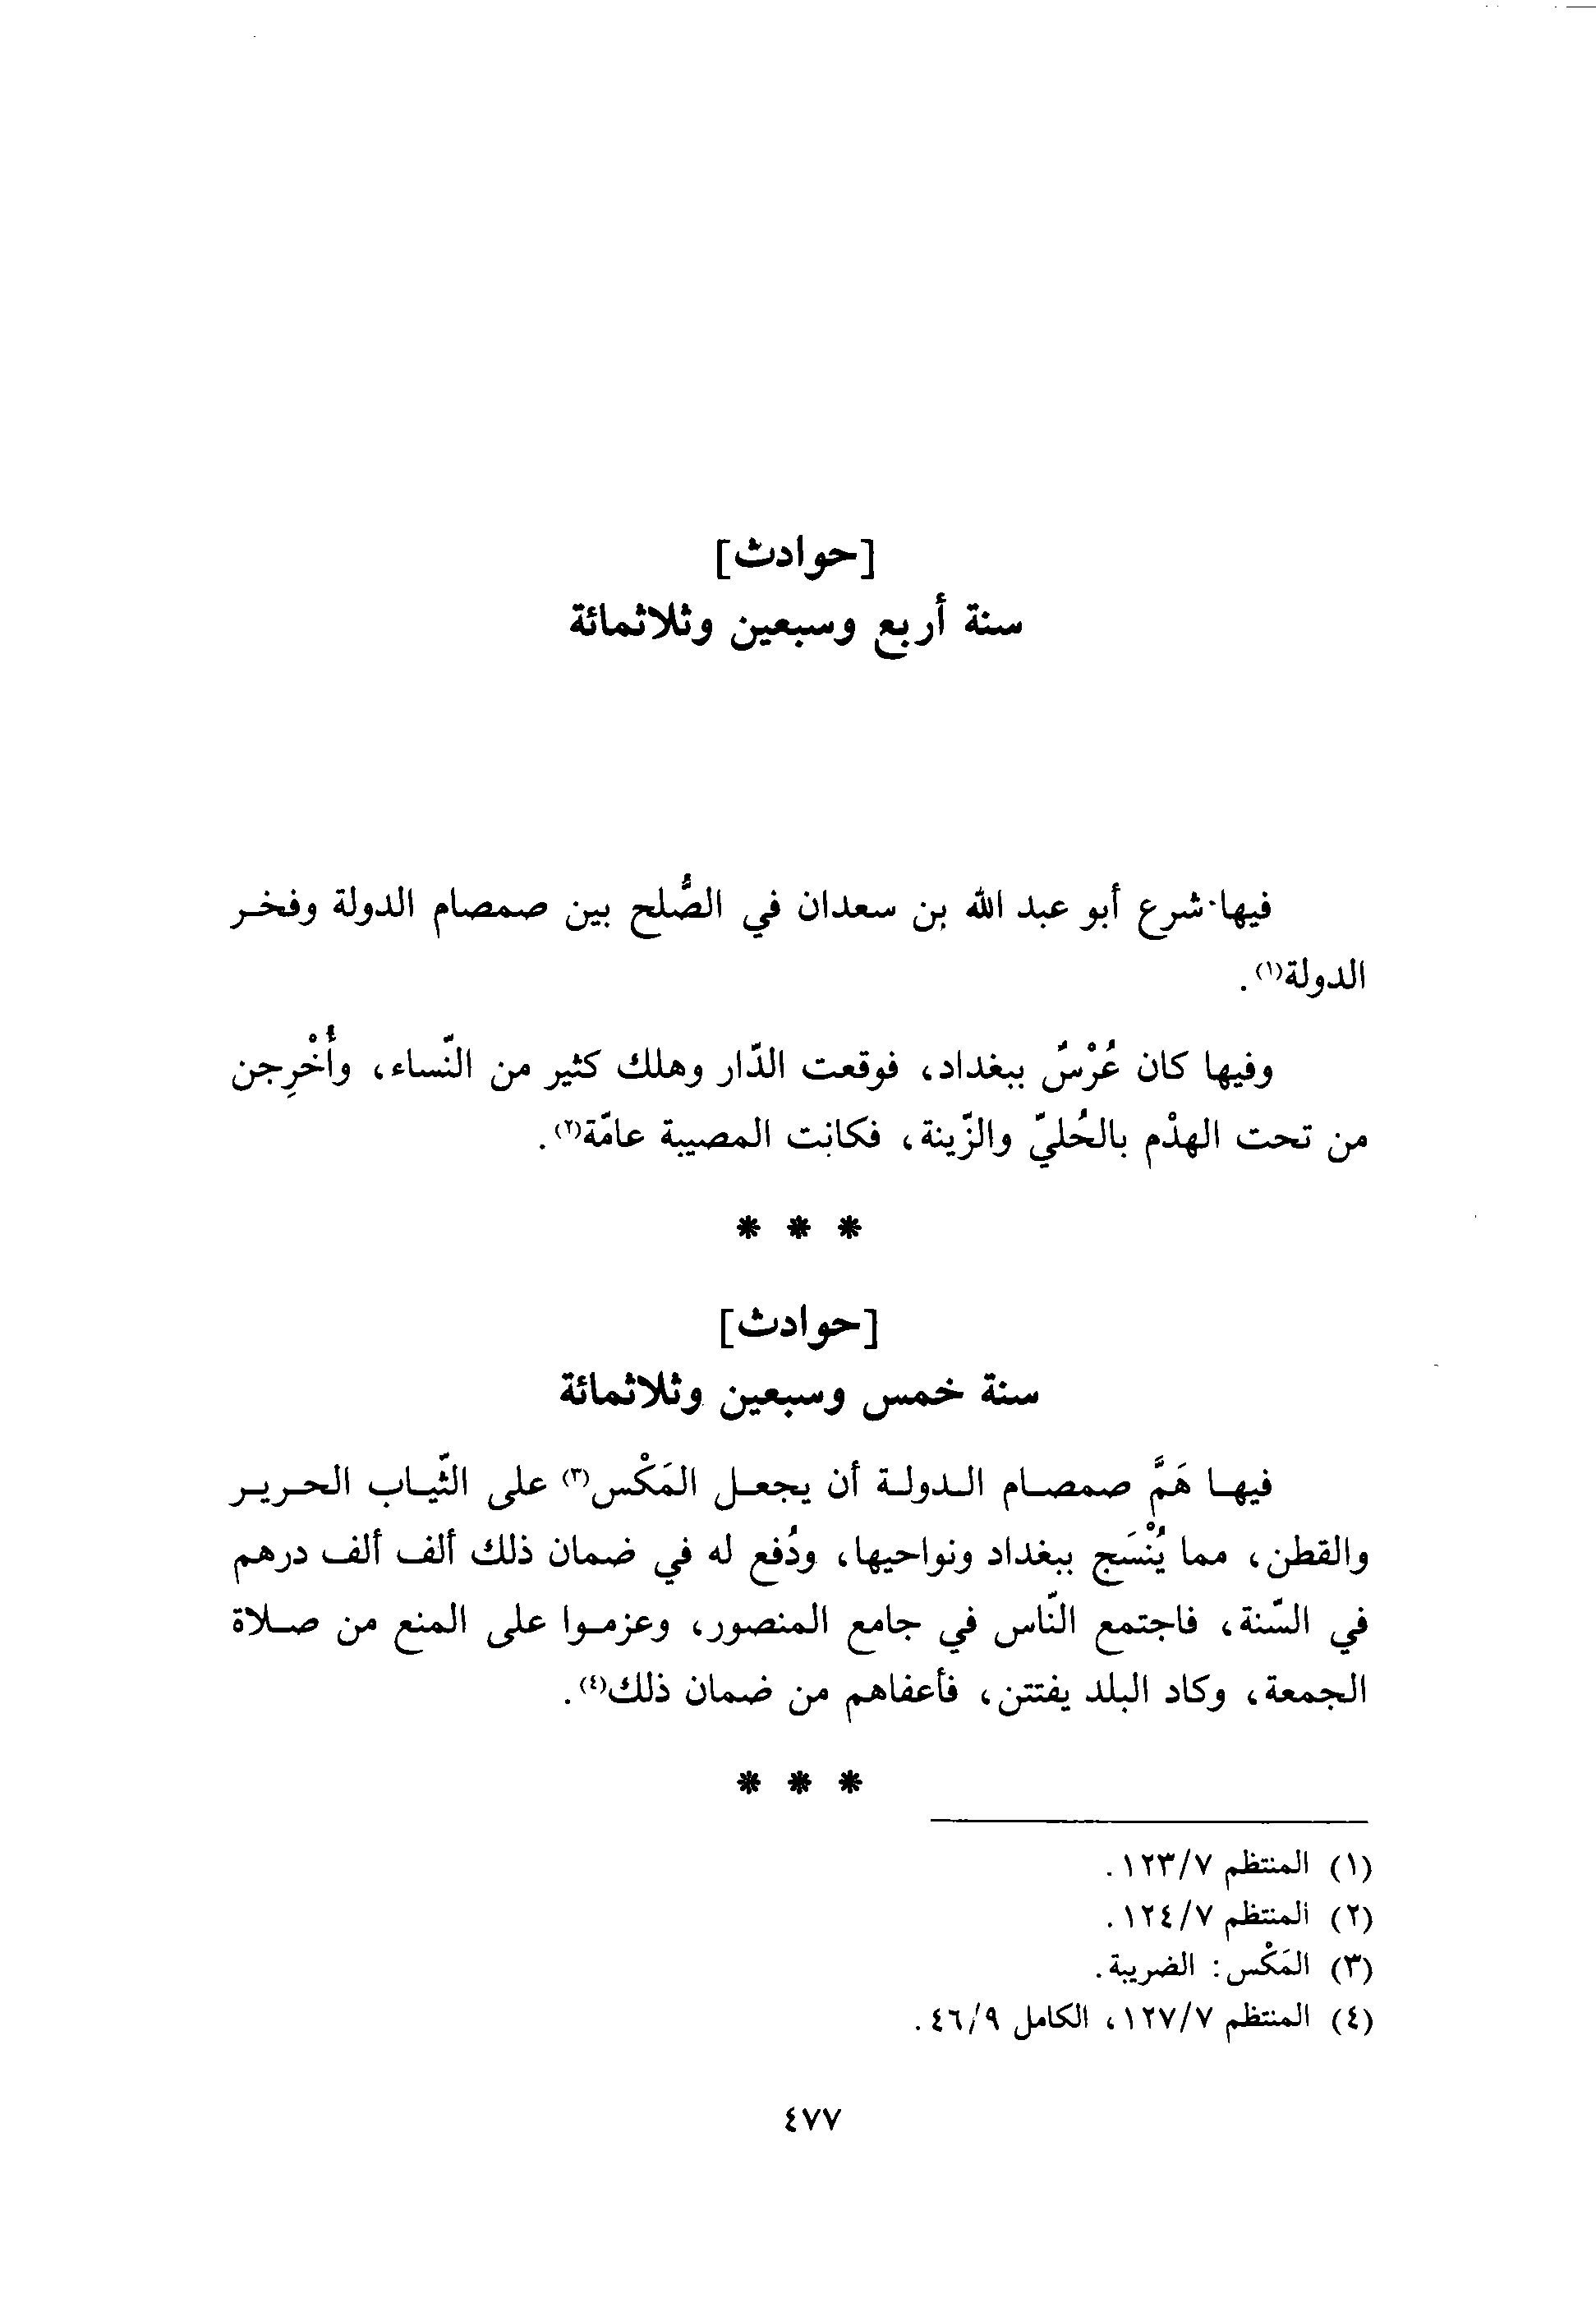 [حوادث]
سنة أربع وسبعين وثلاثمائة
فيها شرع أبو عبد الله بن سعدان في الصُّلح بين صمصام الدولة وفخر
الدولة(١).
وفيها كان عُرْسٌ ببغداد، فوقعت الدّار وهلك كثير من النّساء، وأُخْرِجن
من تحت الهدْم بالحُليّ والزّينة، فكانت المصيبة عامّة(٢).
* * *
[حوادث]
سنة خمس وسبعين وثلاثمائة
فيها هَمَّ صمصام الدولة أن يجعل المَكْس(٣) على الثّياب الحرير
والقطن، مما يُنْسَج ببغداد ونواحيها، ودُفع له في ضمان ذلك ألف ألف درهم
في السّنة، فاجتمع النّاس في جامع المنصور، وعزموا على المنع من صلاة
الجمعة، وكاد البلد يفتتن، فأعفاهم من ضمان ذلك(٤).
* * *
(١) المنتظم ٧/‏١٢٣.
(٢) المنتظم ٧/‏١٢٤.
(٣) المَكْس: الضريبة.
(٤) المنتظم ٧/‏١٢٧، الكامل ٩/‏٤٦.
٤٧٧